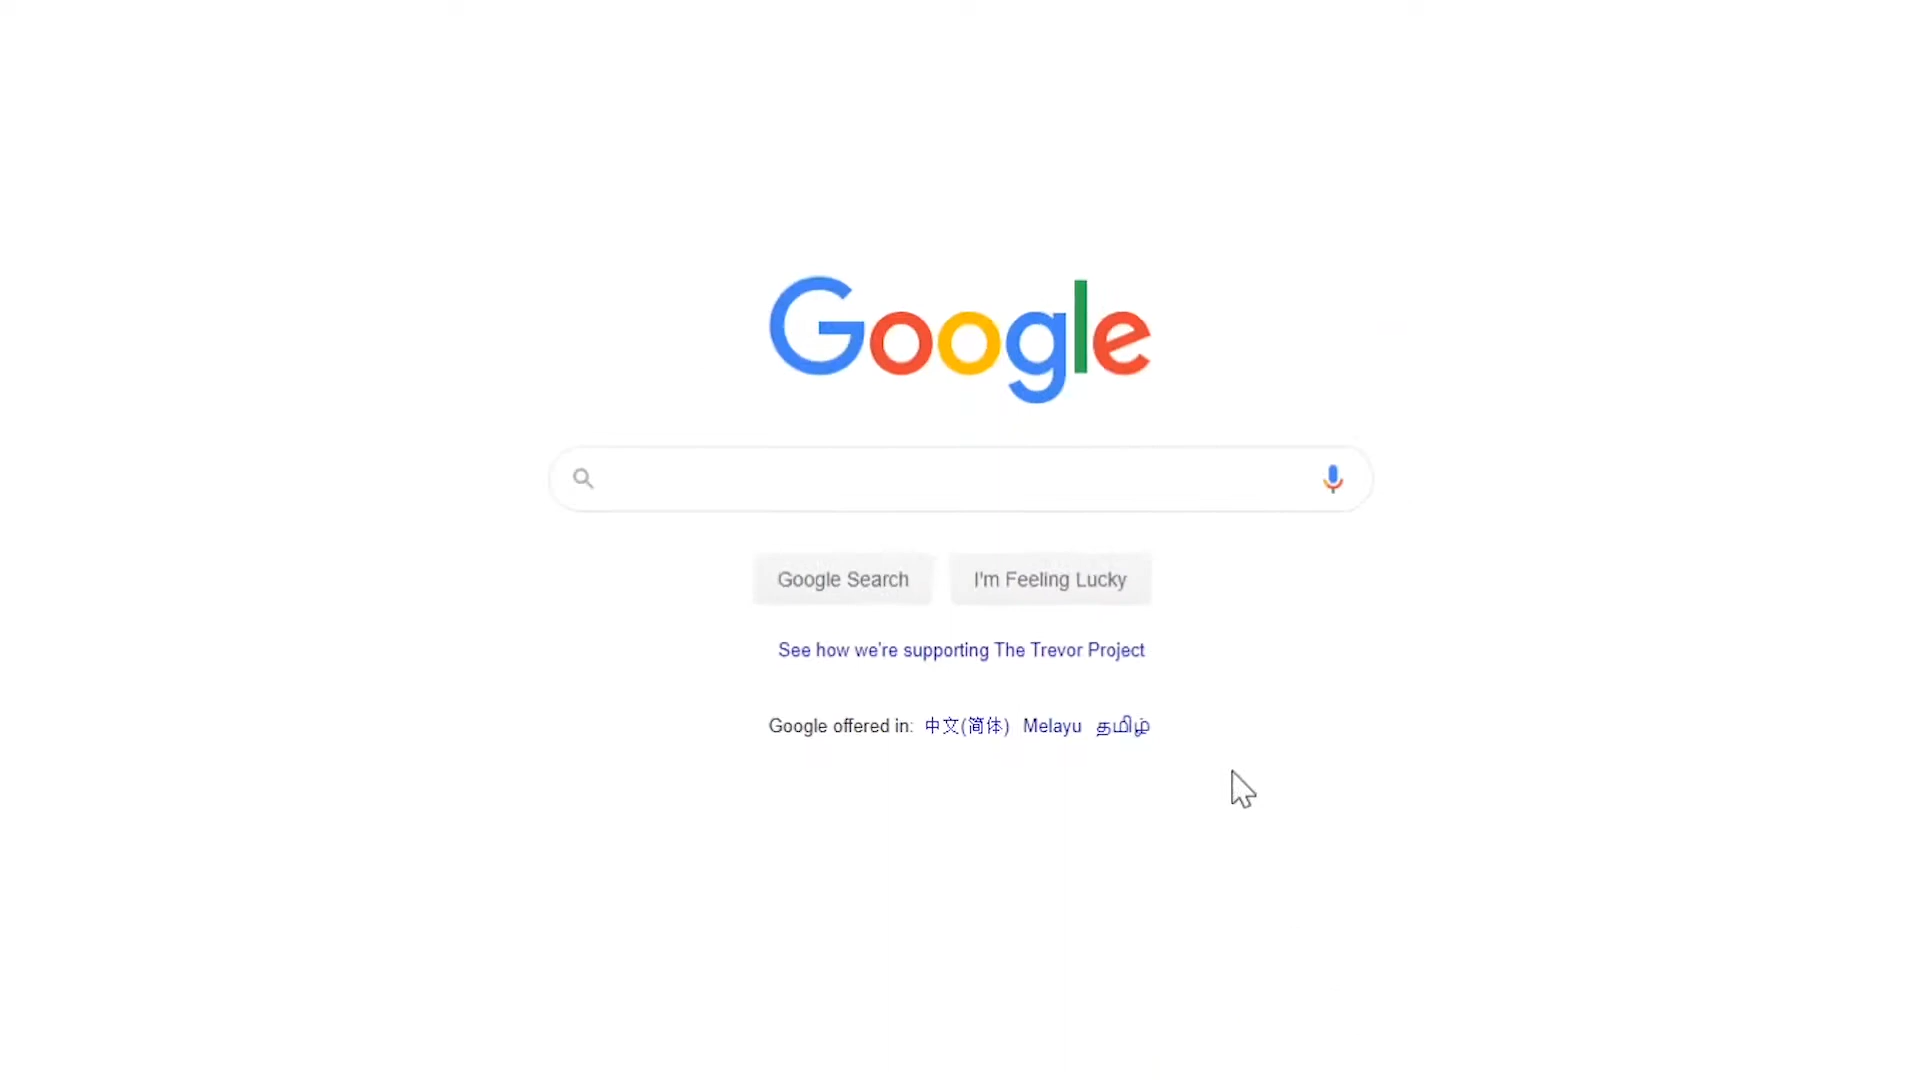 Google
Google Search I'm Feeling Lucky
See how we're supporting The Trevor Project
Google offered in: 中文(简体) Melayu தமிழ்